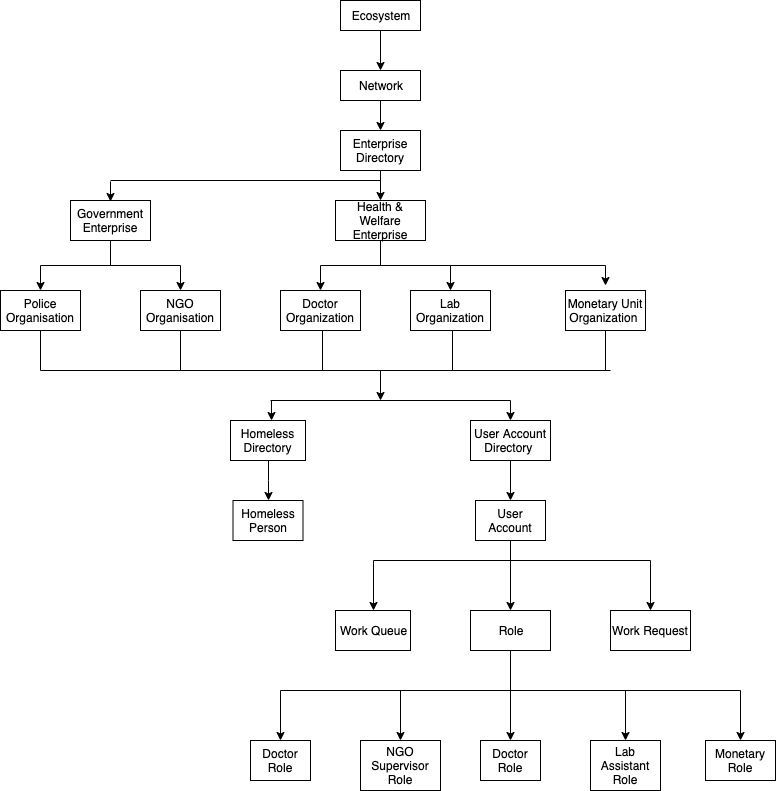 Ecosystem
Network
Enterprise
Directory
Government
Enterprise
Health &
Welfare
Enterprise
Police
Organisation
NGO
Organisation
Doctor
Organization
Lab
Organization
Monetary Unit
Organization
Homeless
Directory
User Account
Directory
Homeless
Person
User
Account
Work Queue
Role
Work Request
Doctor
Role
NGO
Supervisor
Role
Doctor
Role
Lab
Assistant
Role
Monetary
Role